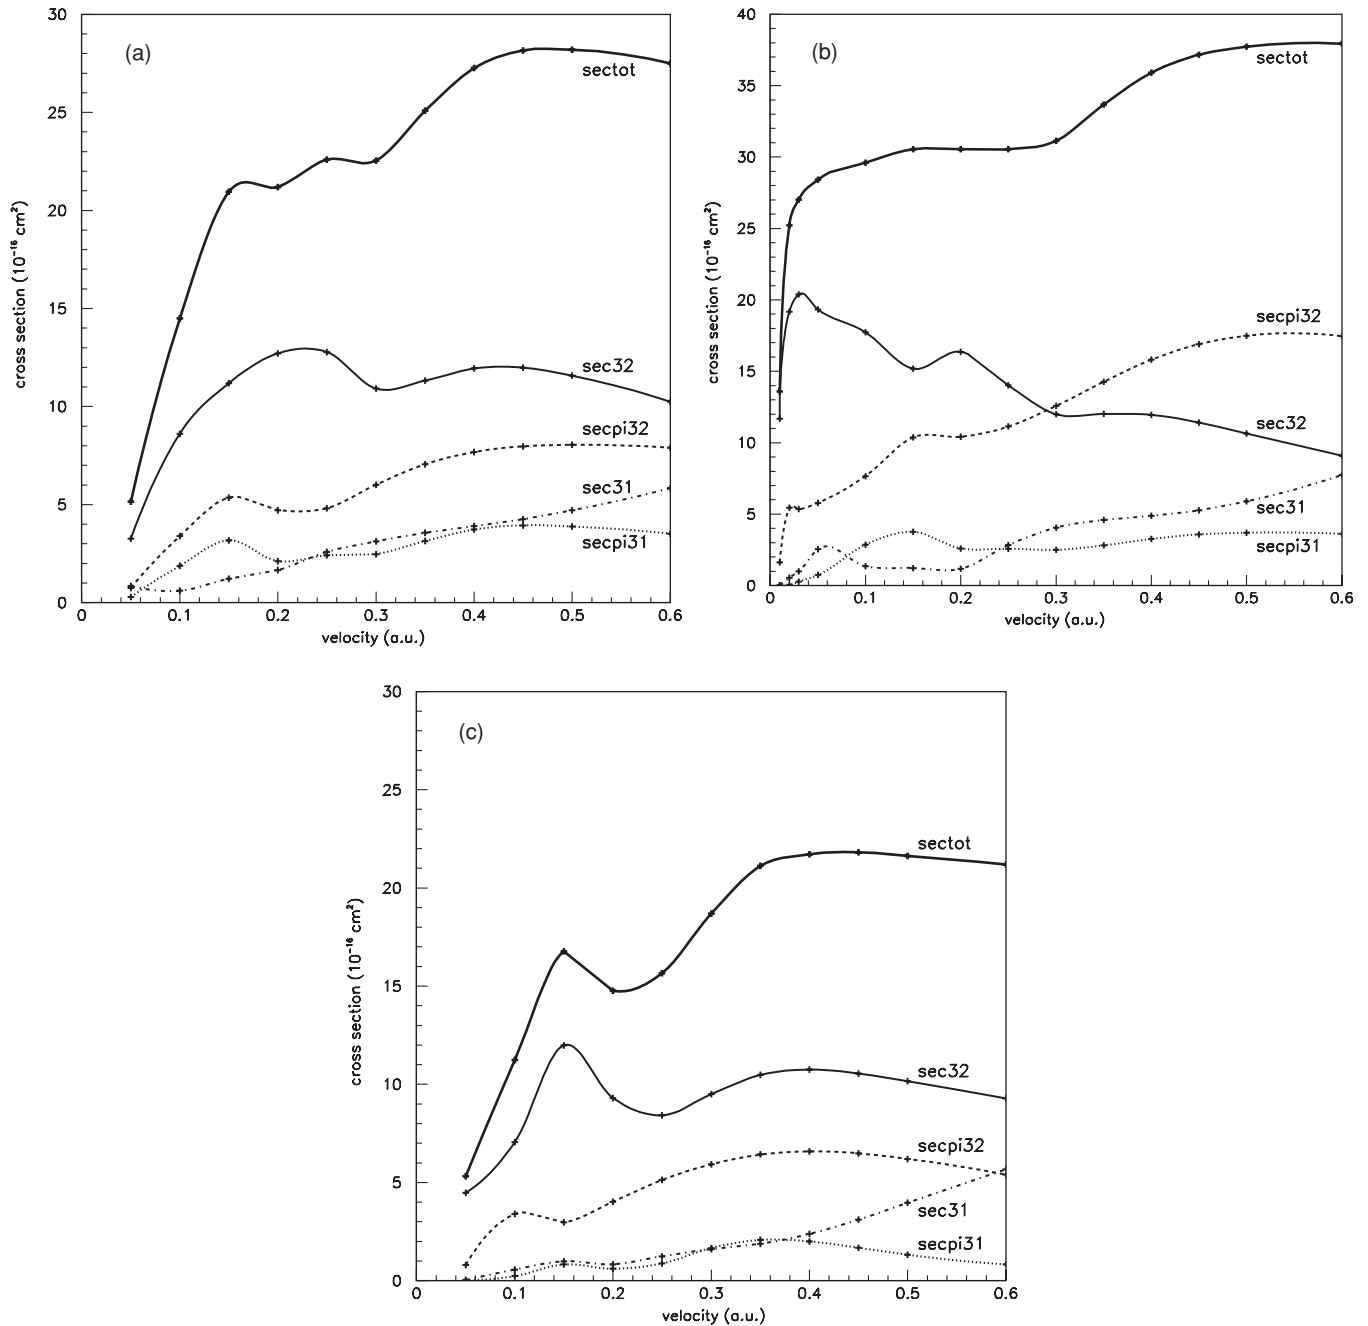 (a)
30
25
20
15
10
5
0
cross section (10⁻¹⁶ cm²)
sectot
sec32
secpi32
sec31
secpi31
0 0.1 0.2 0.3 0.4 0.5 0.6
velocity (a.u.)
(b)
40
35
30
25
20
15
10
5
0
cross section (10⁻¹⁶ cm²)
sectot
secpi32
sec32
sec31
secpi31
0 0.1 0.2 0.3 0.4 0.5 0.6
velocity (a.u.)
(c)
30
25
20
15
10
5
0
cross section (10⁻¹⁶ cm²)
sectot
sec32
secpi32
sec31
secpi31
0 0.1 0.2 0.3 0.4 0.5 0.6
velocity (a.u.)